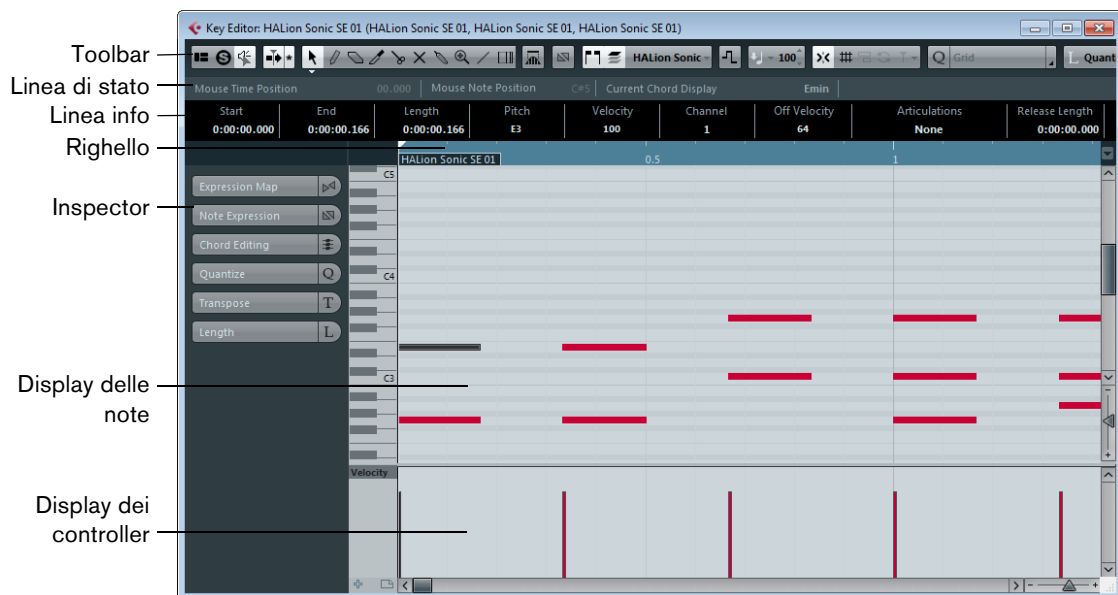 Key Editor: HALion Sonic SE 01 (HALion Sonic SE 01, HALion Sonic SE 01, HALion Sonic SE 01)
Toolbar
HALion Sonic
100
Q Grid
L Quant
Linea di stato
Mouse Time Position 00.000 Mouse Note Position C#5 Current Chord Display Emin
Linea info
Start End Length Pitch Velocity Channel Off Velocity Articulations Release Length
0:00:00.000 0:00:00.166 0:00:00.166 E3 100 1 64 None 0:00:00.000
Righello
HALion Sonic SE 01 0.5 1
Inspector
Expression Map
Note Expression
Chord Editing
Quantize Q
Transpose T
Length L
C5
C4
C3
Display delle
note
Velocity
Display dei
controller